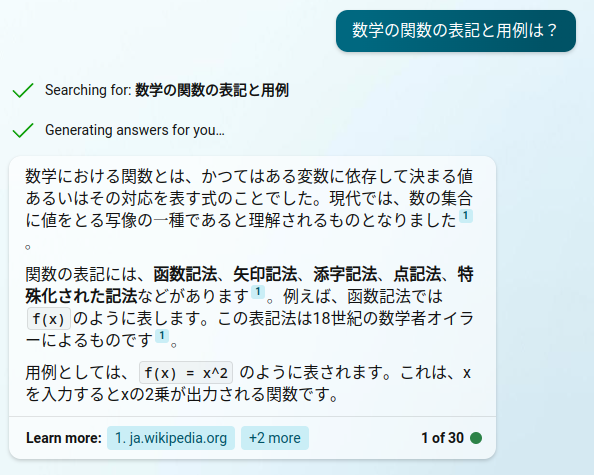 数学の関数の表記と用例は？
Searching for: 数学の関数の表記と用例
Generating answers for you…
数学における関数とは、かつてはある変数に依存して決まる値
あるいはその対応を表す式のことでした。現代では、数の集合
に値をとる写像の一種であると理解されるものとなりました 1
。
関数の表記には、函数記法、矢印記法、添字記法、点記法、特
殊化された記法などがあります 1 。例えば、函数記法では
f(x) のように表します。この表記法は18世紀の数学者オイラ
ーによるものです 1 。
用例としては、 f(x) = x^2 のように表されます。これは、x
を入力するとxの2乗が出力される関数です。
Learn more: 1. ja.wikipedia.org +2 more 1 of 30